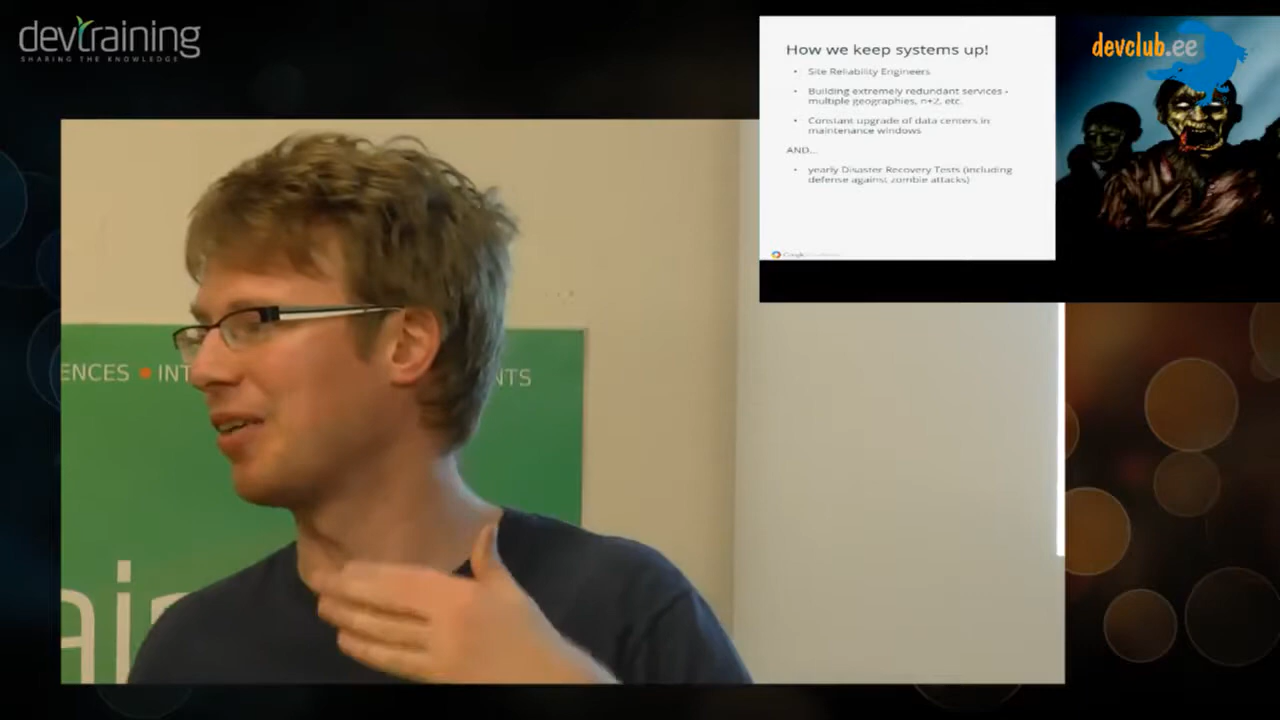 devtraining
SHARING THE KNOWLEDGE
devclub.ee
How we keep systems up!
• Site Reliability Engineers
• Building extremely redundant services -
multiple geographies, n+2, etc.
• Constant upgrade of data centers in
maintenance windows
AND...
• yearly Disaster Recovery Tests (including
defense against zombie attacks)
Google
ENCES • INT
NTS
ain